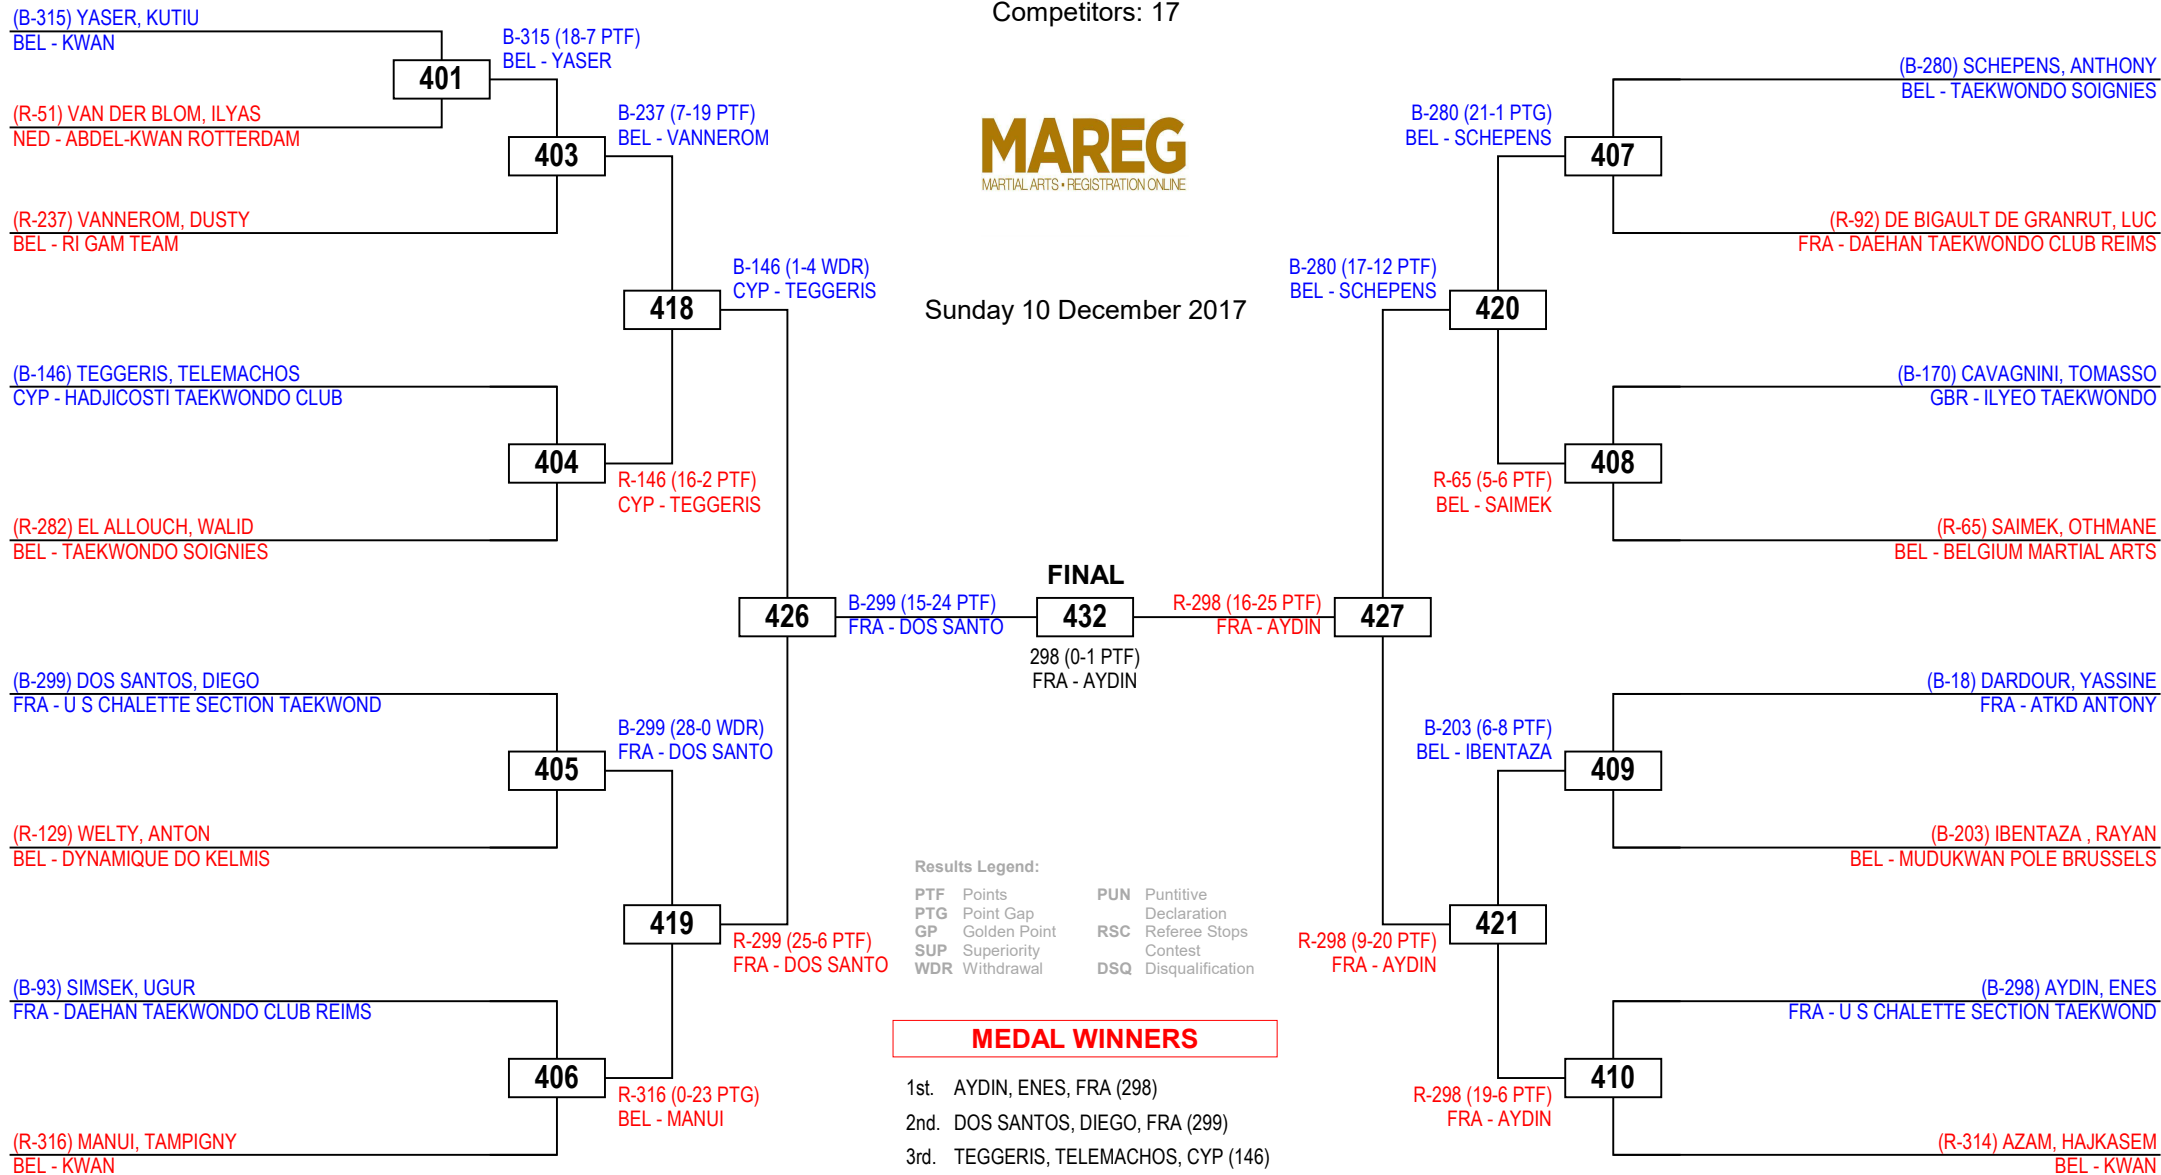 Competitors: 17
MAREG
MARTIAL ARTS • REGISTRATION ONLINE
Sunday 10 December 2017
(B-315) YASER, KUTIU
BEL - KWAN
401
B-315 (18-7 PTF)
BEL - YASER
(R-51) VAN DER BLOM, ILYAS
NED - ABDEL-KWAN ROTTERDAM
403
B-237 (7-19 PTF)
BEL - VANNEROM
(R-237) VANNEROM, DUSTY
BEL - RI GAM TEAM
418
B-146 (1-4 WDR)
CYP - TEGGERIS
(B-146) TEGGERIS, TELEMACHOS
CYP - HADJICOSTI TAEKWONDO CLUB
404
R-146 (16-2 PTF)
CYP - TEGGERIS
(R-282) EL ALLOUCH, WALID
BEL - TAEKWONDO SOIGNIES
426
B-299 (15-24 PTF)
FRA - DOS SANTO
(B-299) DOS SANTOS, DIEGO
FRA - U S CHALETTE SECTION TAEKWOND
405
B-299 (28-0 WDR)
FRA - DOS SANTO
(R-129) WELTY, ANTON
BEL - DYNAMIQUE DO KELMIS
419
R-299 (25-6 PTF)
FRA - DOS SANTO
(B-93) SIMSEK, UGUR
FRA - DAEHAN TAEKWONDO CLUB REIMS
406
R-316 (0-23 PTG)
BEL - MANUI
(R-316) MANUI, TAMPIGNY
BEL - KWAN
FINAL
432
298 (0-1 PTF)
FRA - AYDIN
(B-280) SCHEPENS, ANTHONY
BEL - TAEKWONDO SOIGNIES
B-280 (21-1 PTG)
BEL - SCHEPENS
407
(R-92) DE BIGAULT DE GRANRUT, LUC
FRA - DAEHAN TAEKWONDO CLUB REIMS
B-280 (17-12 PTF)
BEL - SCHEPENS
420
(B-170) CAVAGNINI, TOMASSO
GBR - ILYEO TAEKWONDO
408
R-65 (5-6 PTF)
BEL - SAIMEK
(R-65) SAIMEK, OTHMANE
BEL - BELGIUM MARTIAL ARTS
R-298 (16-25 PTF)
FRA - AYDIN
427
(B-18) DARDOUR, YASSINE
FRA - ATKD ANTONY
B-203 (6-8 PTF)
BEL - IBENTAZA
409
(B-203) IBENTAZA , RAYAN
BEL - MUDUKWAN POLE BRUSSELS
421
R-298 (9-20 PTF)
FRA - AYDIN
(B-298) AYDIN, ENES
FRA - U S CHALETTE SECTION TAEKWOND
410
R-298 (19-6 PTF)
FRA - AYDIN
(R-314) AZAM, HAJKASEM
BEL - KWAN
Results Legend:
PTF Points
PTG Point Gap
GP Golden Point
SUP Superiority
WDR Withdrawal
PUN Puntitive
Declaration
RSC Referee Stops
Contest
DSQ Disqualification
MEDAL WINNERS
1st. AYDIN, ENES, FRA (298)
2nd. DOS SANTOS, DIEGO, FRA (299)
3rd. TEGGERIS, TELEMACHOS, CYP (146)